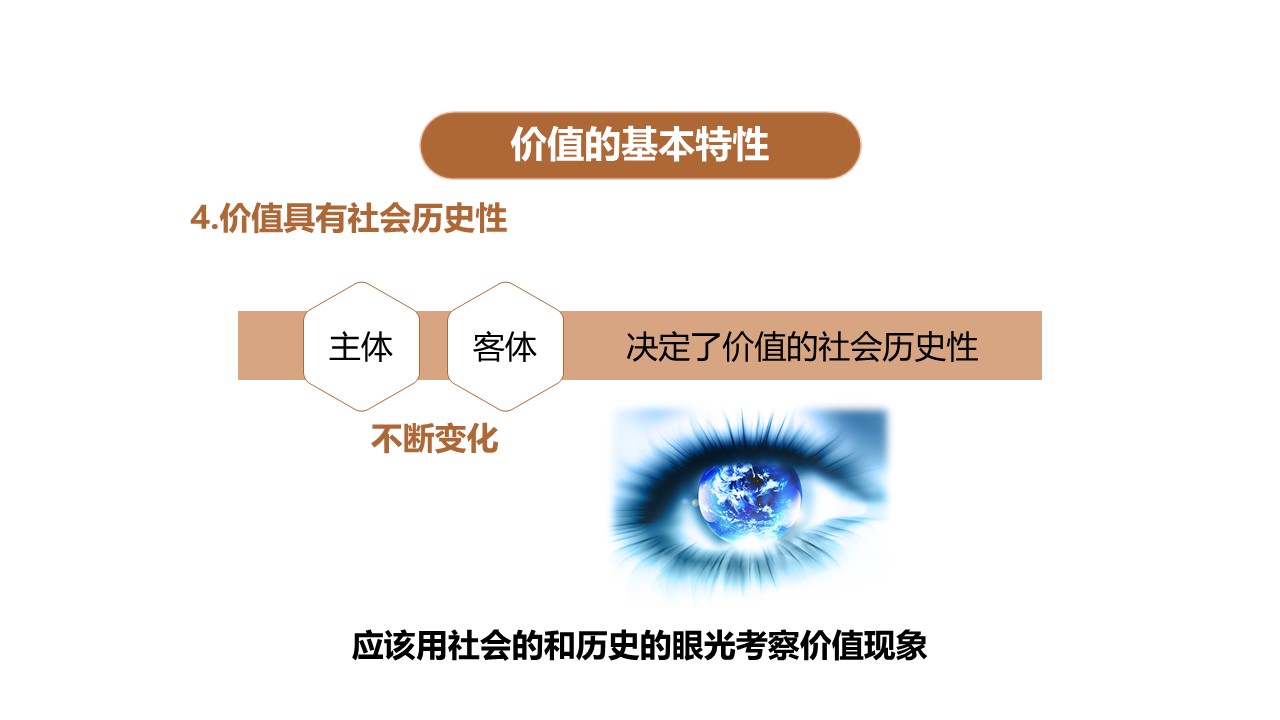 价值的基本特性
4.价值具有社会历史性
主体 客体 决定了价值的社会历史性
不断变化
应该用社会的和历史的眼光考察价值现象